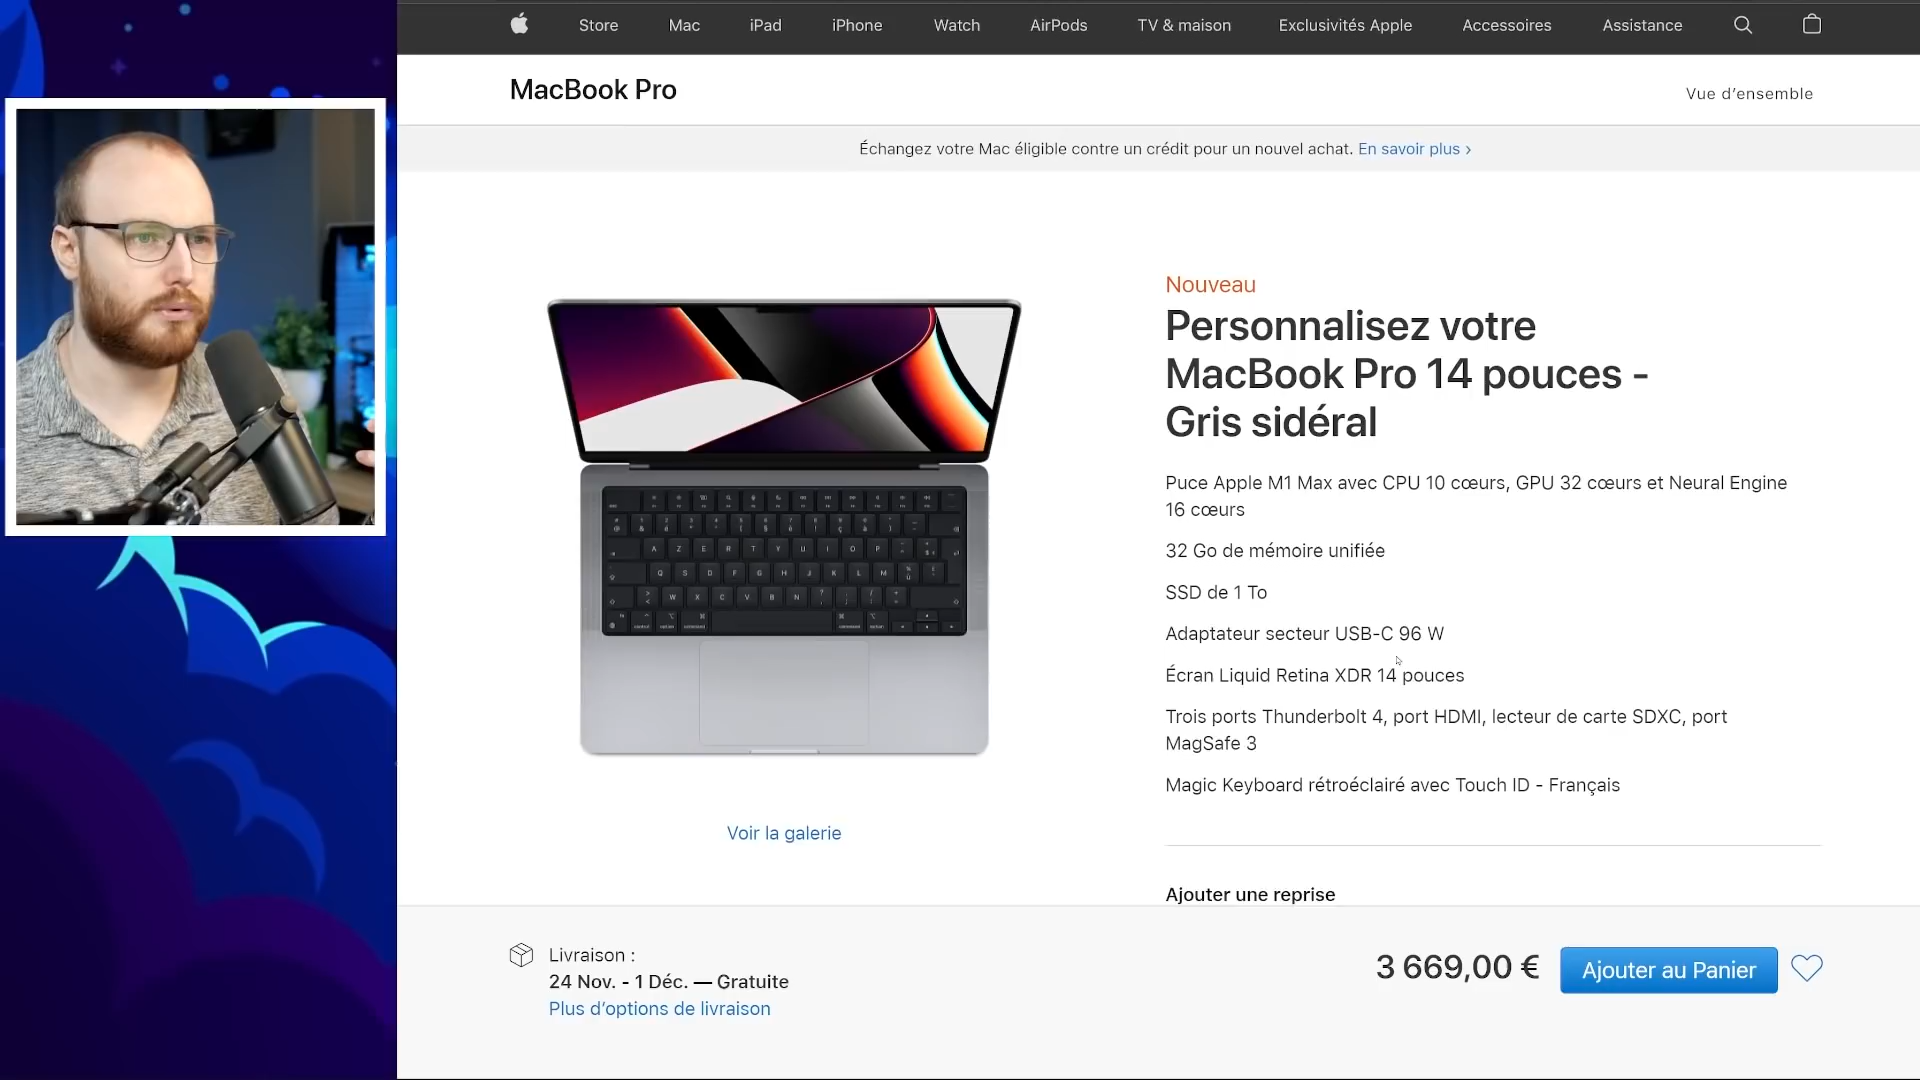 Store Mac iPad iPhone Watch AirPods TV & maison Exclusivités Apple Accessoires Assistance
MacBook Pro
Vue d’ensemble
Échangez votre Mac éligible contre un crédit pour un nouvel achat. En savoir plus ›
Nouveau
Personnalisez votre
MacBook Pro 14 pouces -
Gris sidéral
Puce Apple M1 Max avec CPU 10 cœurs, GPU 32 cœurs et Neural Engine
16 cœurs
32 Go de mémoire unifiée
SSD de 1 To
Adaptateur secteur USB-C 96 W
Écran Liquid Retina XDR 14 pouces
Trois ports Thunderbolt 4, port HDMI, lecteur de carte SDXC, port
MagSafe 3
Magic Keyboard rétroéclairé avec Touch ID - Français
A Z E R T Y U I O P
Q S D F G H J K L M
W X C V B N
Voir la galerie
Ajouter une reprise
Livraison :
24 Nov. - 1 Déc. — Gratuite
Plus d’options de livraison
3 669,00 €
Ajouter au Panier